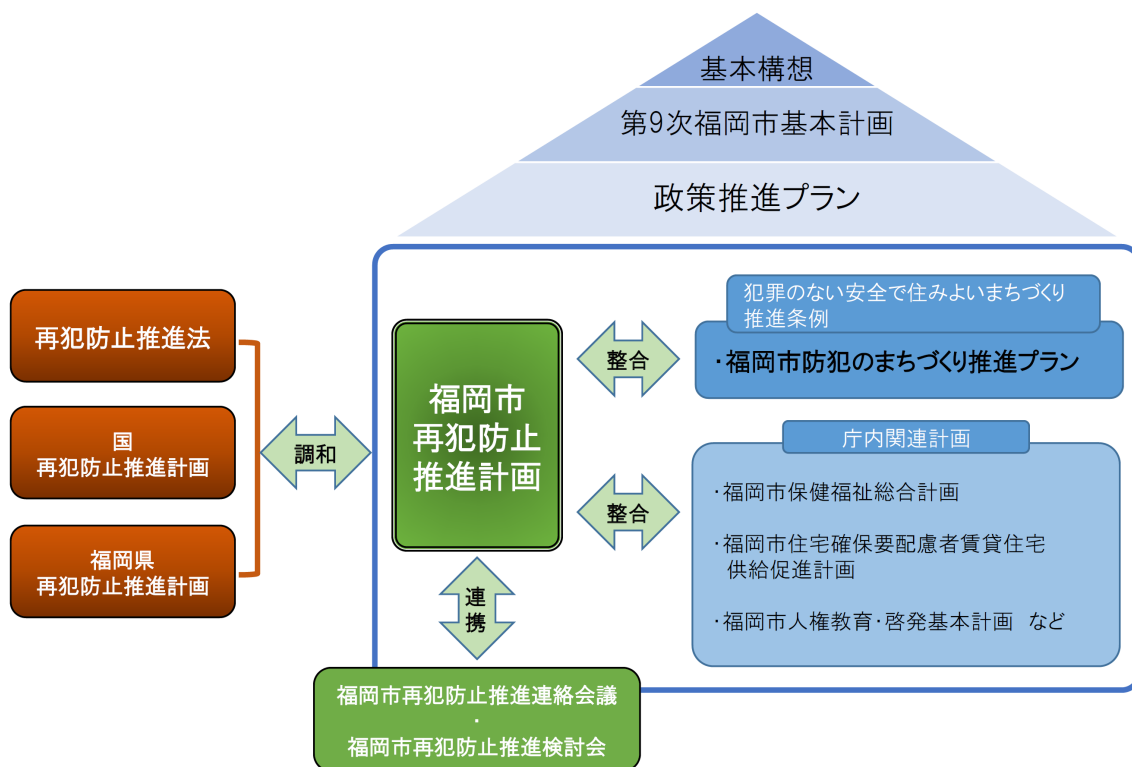 基本構想
第9次福岡市基本計画
政策推進プラン
再犯防止推進法
国
再犯防止推進計画
福岡県
再犯防止推進計画
調和
福岡市
再犯防止
推進計画
整合
犯罪のない安全で住みよいまちづくり
推進条例
・福岡市防犯のまちづくり推進プラン
整合
庁内関連計画
・福岡市保健福祉総合計画
・福岡市住宅確保要配慮者賃貸住宅
供給促進計画
・福岡市人権教育・啓発基本計画　など
連
携
福岡市再犯防止推進連絡会議
・
福岡市再犯防止推進検討会